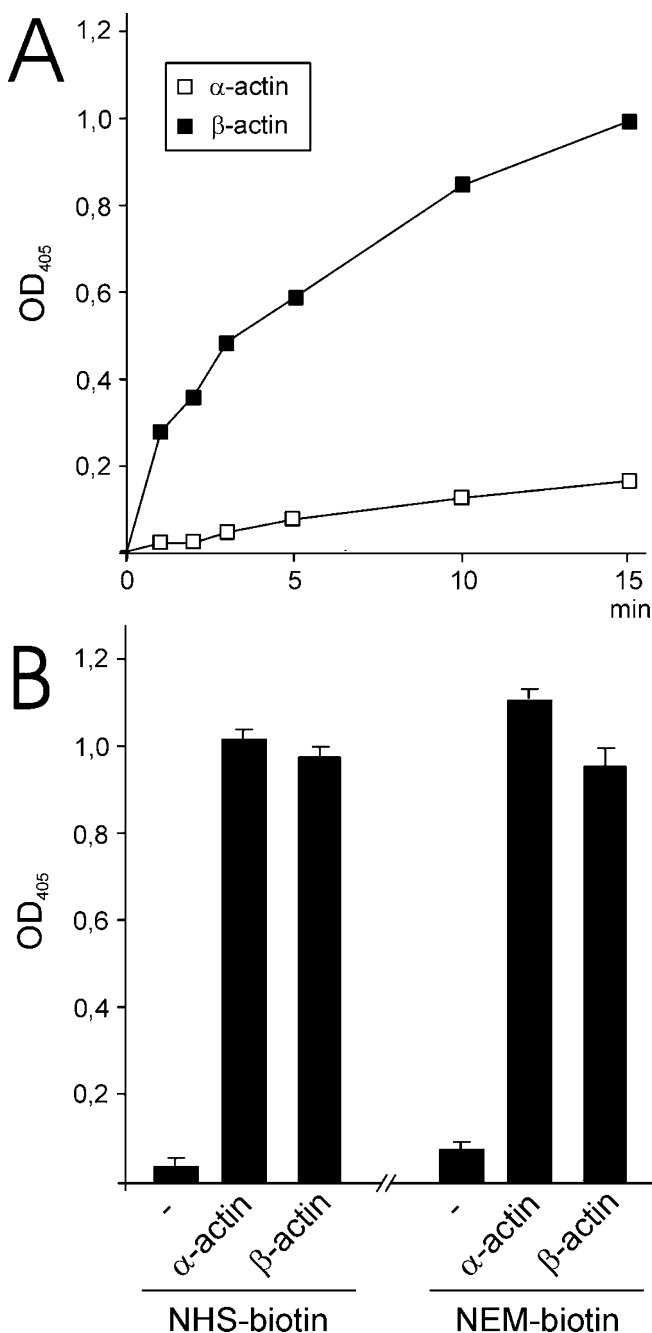 A
1,2
1,0
0,8
0,6
0,4
0,2
OD405
α-actin
β-actin
0 5 10 15
min
B
1,2
1,0
0,8
0,6
0,4
0,2
OD405
- α-actin β-actin - α-actin β-actin
NHS-biotin NEM-biotin